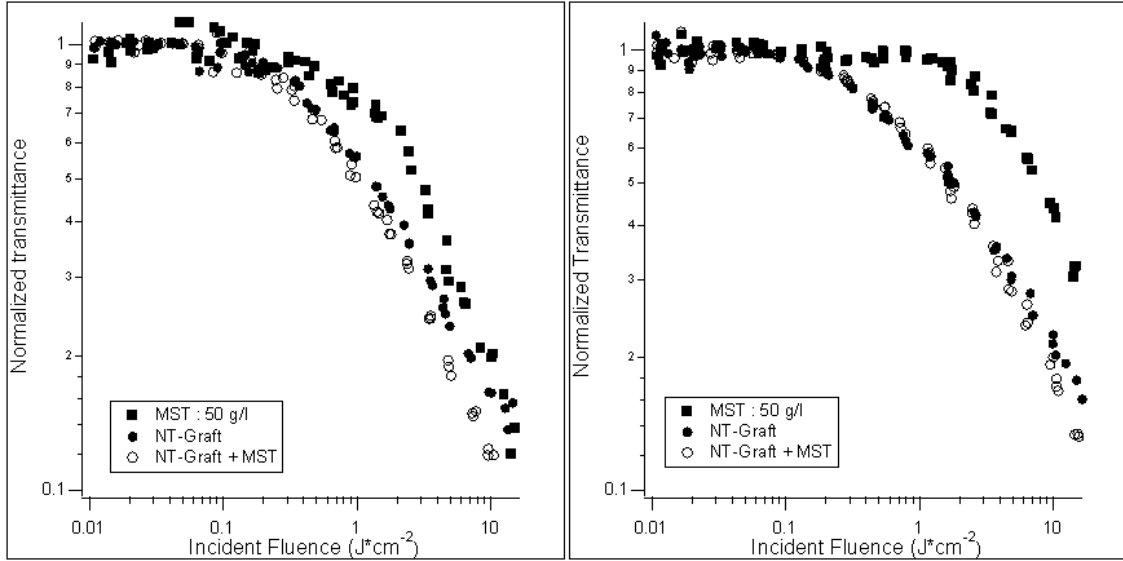 Normalized transmittance
1
9
8
7
6
5
4
3
2
0.1
MST : 50 g/l
NT-Graft
NT-Graft + MST
0.01
0.1
1
10
Incident Fluence (J*cm-2)
Normalized Transmittance
1
9
8
7
6
5
4
3
2
0.1
MST : 50 g/l
NT-Graft
NT-Graft + MST
0.01
0.1
1
10
Incident Fluence (J*cm-2)